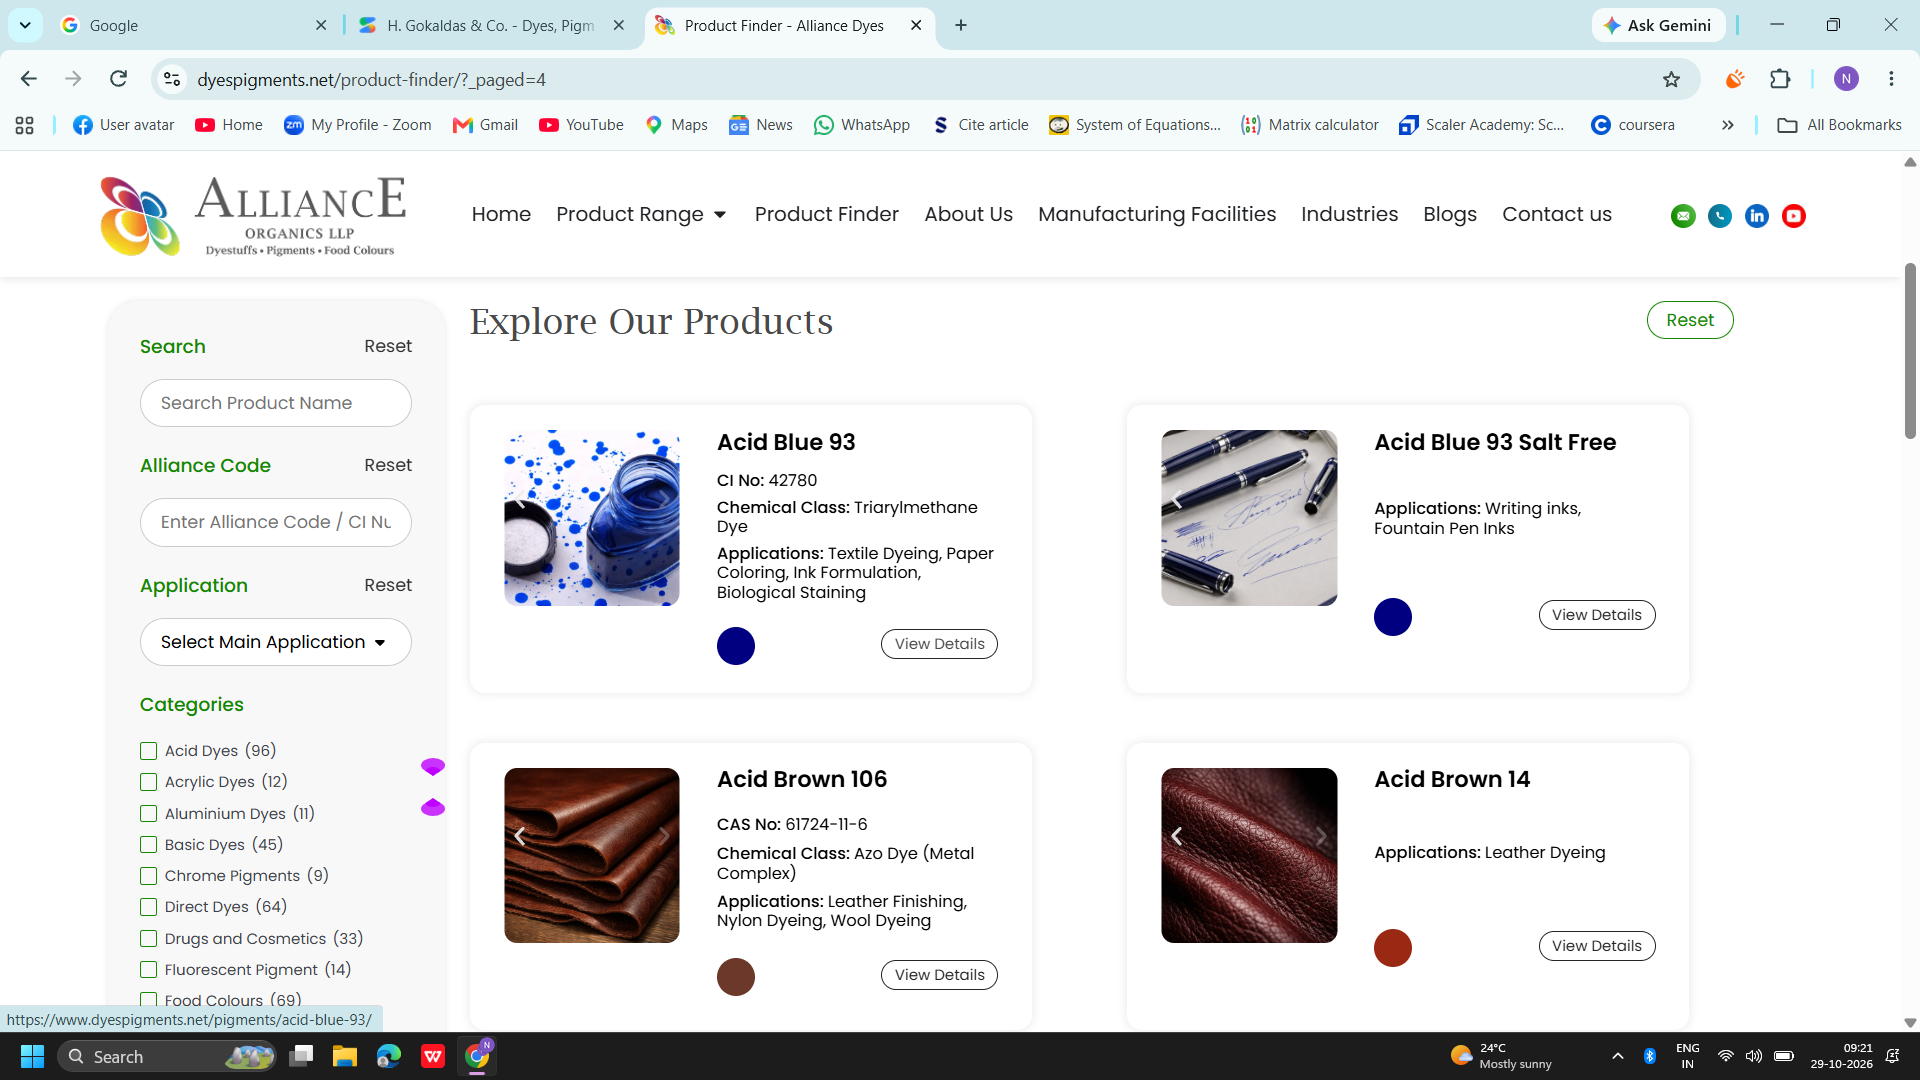 Google
H. Gokaldas & Co. - Dyes, Pigm
Product Finder - Alliance Dyes
Ask Gemini
dyespigments.net/product-finder/?_paged=4
N
User avatar
Home
zm My Profile - Zoom
Gmail
YouTube
Maps
News
WhatsApp
Cite article
System of Equations...
Matrix calculator
Scaler Academy: Sc...
coursera
All Bookmarks
ALLIANCE
ORGANICS LLP
Dyestuffs • Pigments • Food Colours
Home
Product Range
Product Finder
About Us
Manufacturing Facilities
Industries
Blogs
Contact us
Search
Reset
Search Product Name
Alliance Code
Reset
Enter Alliance Code / CI Nu
Application
Reset
Select Main Application
Categories
Acid Dyes (96)
Acrylic Dyes (12)
Aluminium Dyes (11)
Basic Dyes (45)
Chrome Pigments (9)
Direct Dyes (64)
Drugs and Cosmetics (33)
Fluorescent Pigment (14)
Food Colours (69)
Explore Our Products
Reset
Acid Blue 93
CI No: 42780
Chemical Class: Triarylmethane
Dye
Applications: Textile Dyeing, Paper
Coloring, Ink Formulation,
Biological Staining
View Details
Acid Blue 93 Salt Free
Applications: Writing inks,
Fountain Pen Inks
View Details
Acid Brown 106
CAS No: 61724-11-6
Chemical Class: Azo Dye (Metal
Complex)
Applications: Leather Finishing,
Nylon Dyeing, Wool Dyeing
View Details
Acid Brown 14
Applications: Leather Dyeing
View Details
https://www.dyespigments.net/pigments/acid-blue-93/
Search
24°C
Mostly sunny
ENG
IN
09:21
29-10-2026